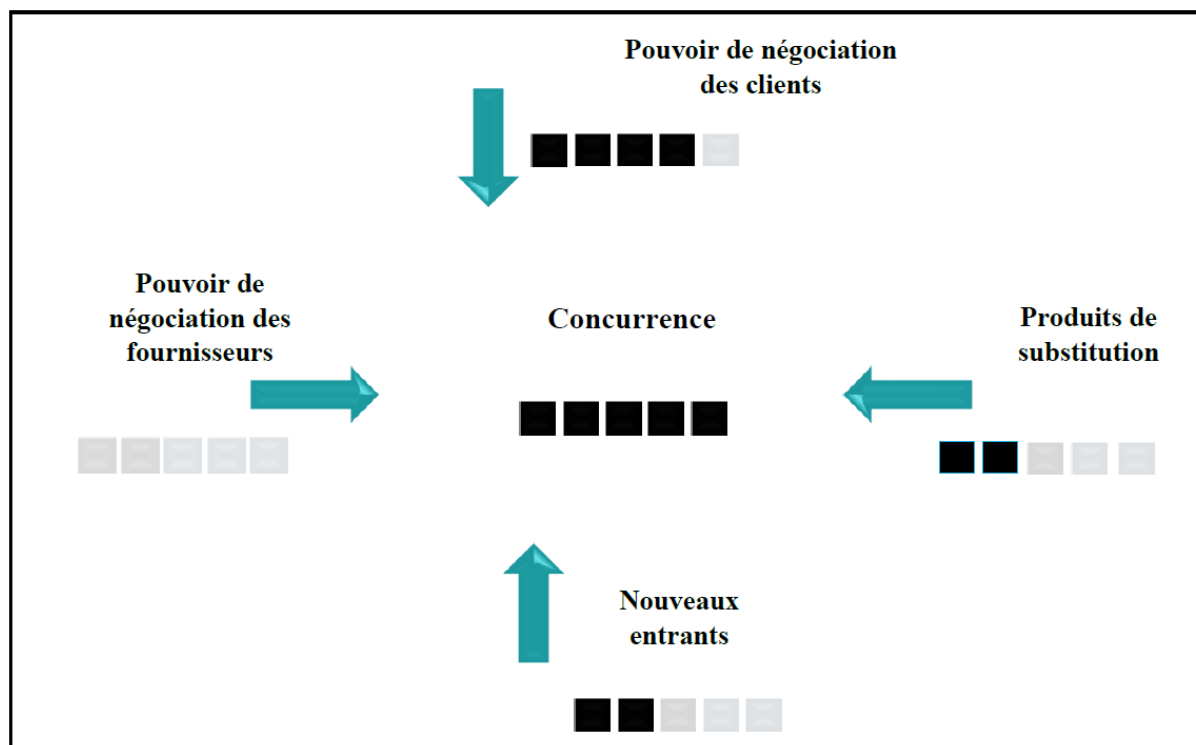 Pouvoir de négociation
des clients
Pouvoir de
négociation des
fournisseurs
Concurrence
Produits de
substitution
Nouveaux
entrants